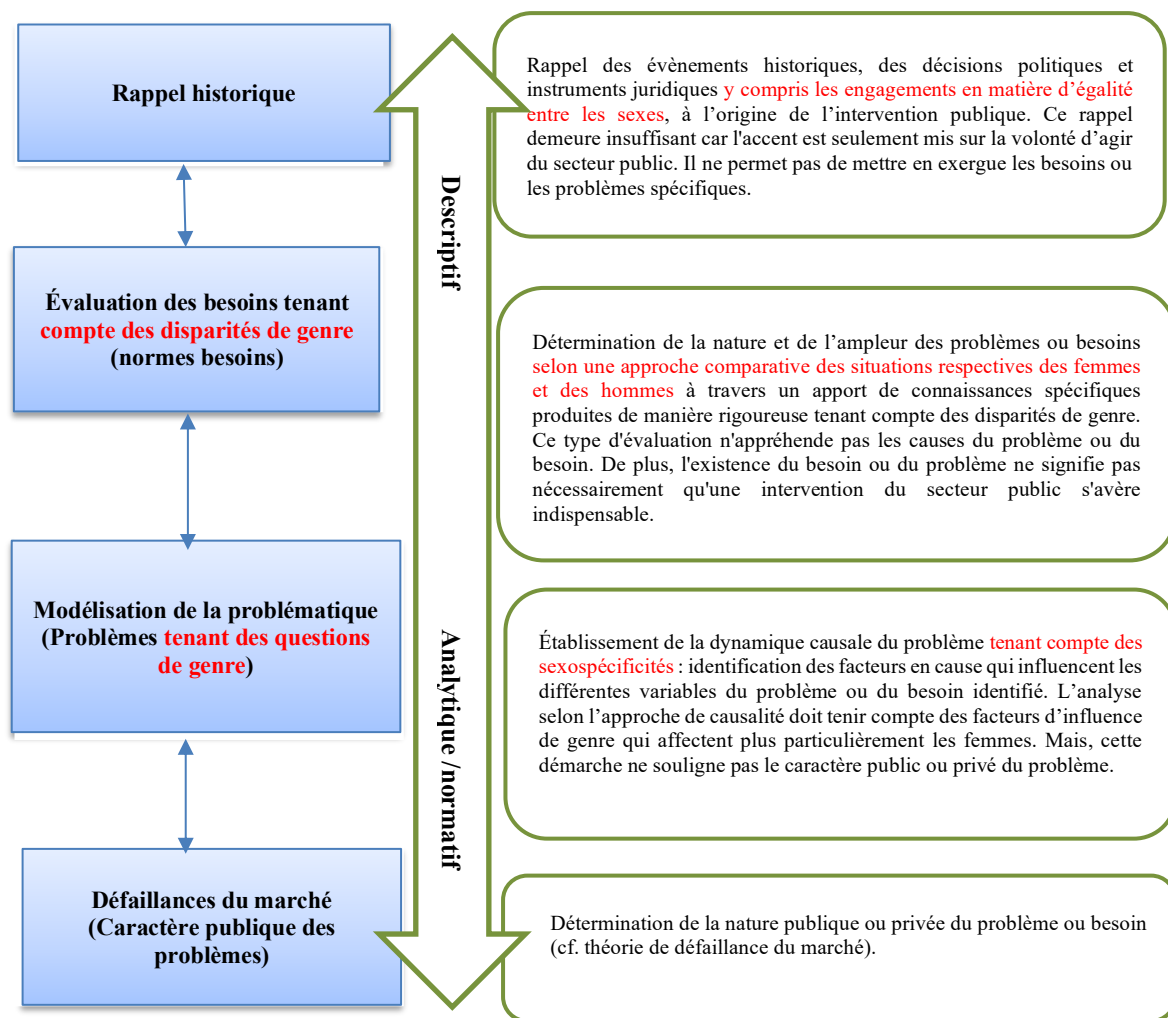 Rappel historique
Rappel des évènements historiques, des décisions politiques et
instruments juridiques y compris les engagements en matière d’égalité
entre les sexes, à l’origine de l’intervention publique. Ce rappel
demeure insuffisant car l'accent est seulement mis sur la volonté d’agir
du secteur public. Il ne permet pas de mettre en exergue les besoins ou
les problèmes spécifiques.
Descriptif
Évaluation des besoins tenant
compte des disparités de genre
(normes besoins)
Détermination de la nature et de l’ampleur des problèmes ou besoins
selon une approche comparative des situations respectives des femmes
et des hommes à travers un apport de connaissances spécifiques
produites de manière rigoureuse tenant compte des disparités de genre.
Ce type d'évaluation n'appréhende pas les causes du problème ou du
besoin. De plus, l'existence du besoin ou du problème ne signifie pas
nécessairement qu'une intervention du secteur public s'avère
indispensable.
Modélisation de la problématique
(Problèmes tenant des questions
de genre)
Établissement de la dynamique causale du problème tenant compte des
sexospécificités : identification des facteurs en cause qui influencent les
différentes variables du problème ou du besoin identifié. L’analyse
selon l’approche de causalité doit tenir compte des facteurs d’influence
de genre qui affectent plus particulièrement les femmes. Mais, cette
démarche ne souligne pas le caractère public ou privé du problème.
Analytique /normatif
Défaillances du marché
(Caractère publique des
problèmes)
Détermination de la nature publique ou privée du problème ou besoin
(cf. théorie de défaillance du marché).